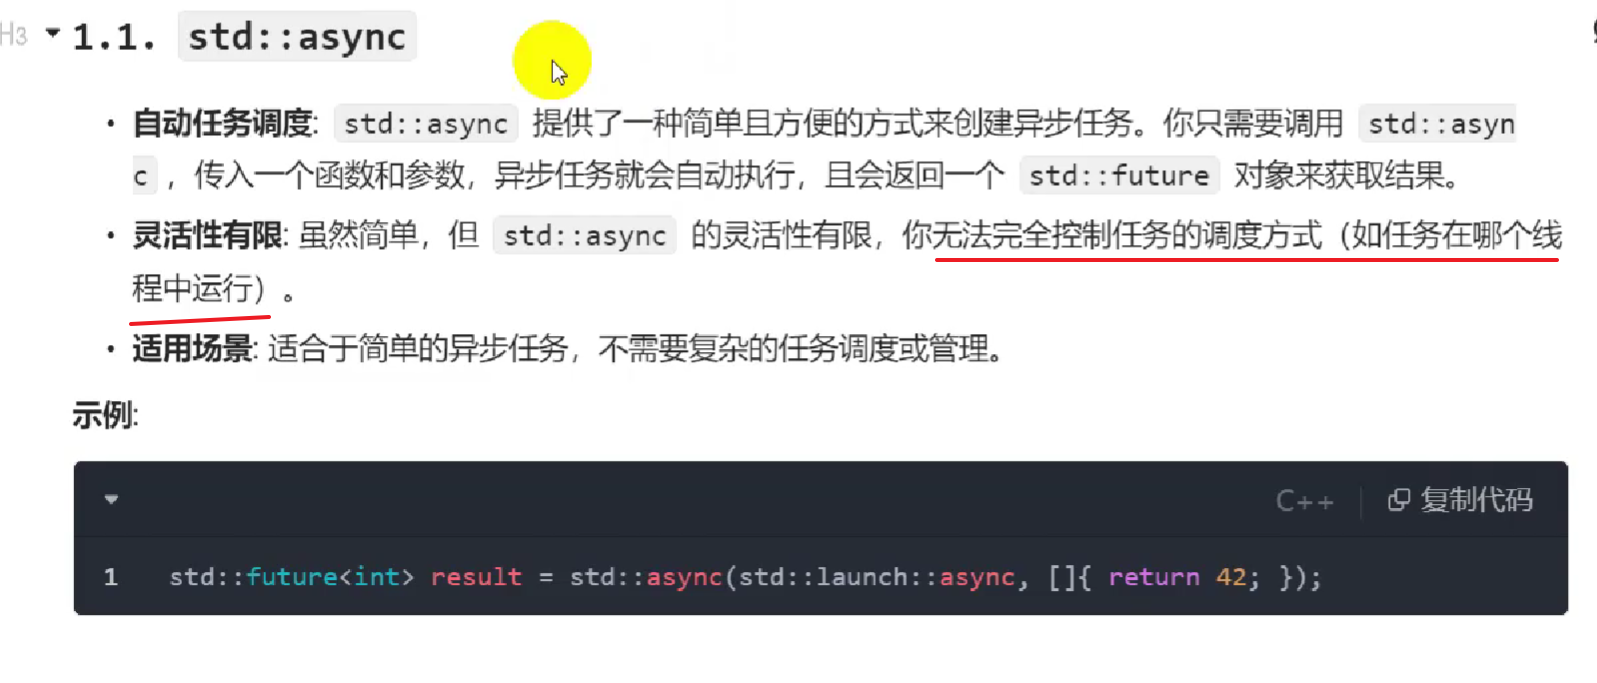 H3 1.1. std::async
• 自动任务调度: std::async 提供了一种简单且方便的方式来创建异步任务。你只需要调用 std::asyn
c ，传入一个函数和参数，异步任务就会自动执行，且会返回一个 std::future 对象来获取结果。
• 灵活性有限: 虽然简单，但 std::async 的灵活性有限，你无法完全控制任务的调度方式（如任务在哪个线
程中运行）。
• 适用场景: 适合于简单的异步任务，不需要复杂的任务调度或管理。
示例:
C++ 复制代码
1 std::future<int> result = std::async(std::launch::async, []{ return 42; });